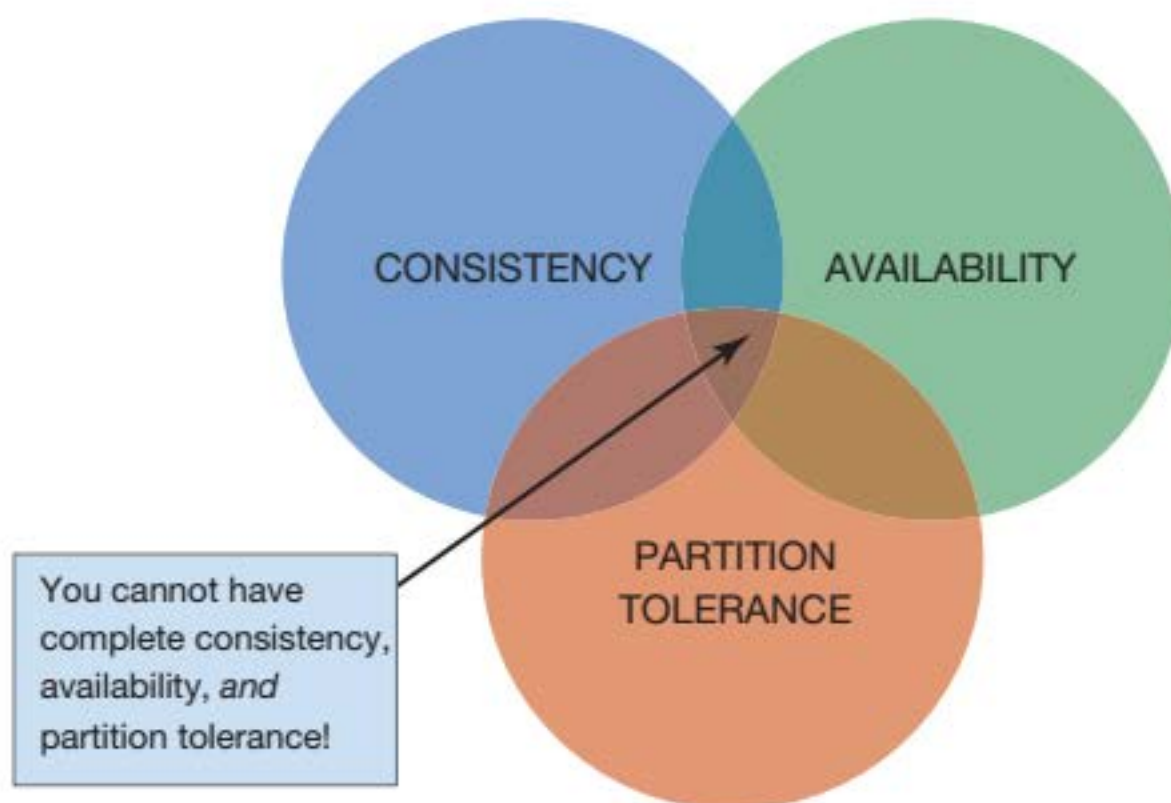 CONSISTENCY
AVAILABILITY
PARTITION
TOLERANCE
You cannot have
complete consistency,
availability, and
partition tolerance!